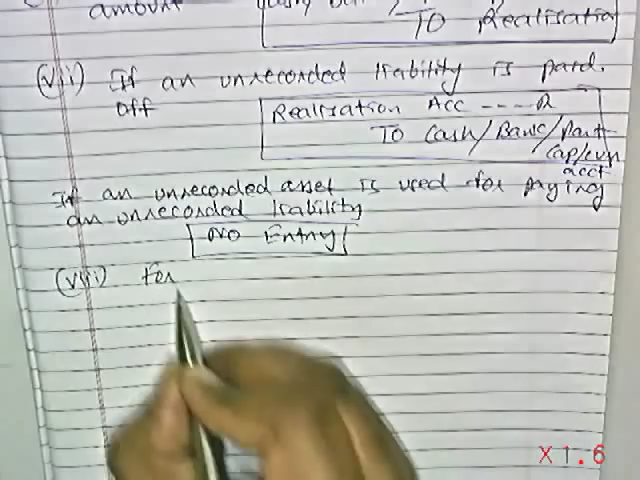 amount
To Realisation
(vii) If an unrecorded liability is paid.
off
Realisation Acc ---- Dr
To Cash/Bank/Part
Cap/curr
acct
If an unrecorded asset is used for paying
an unrecorded liability
No Entry
(viii) For
X1.6